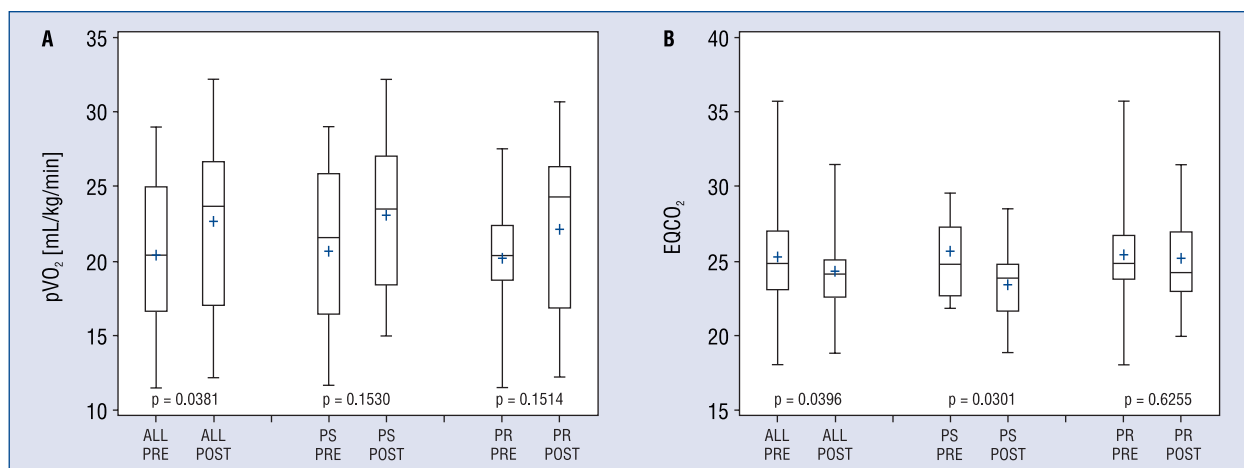 A
35
30
25
20
15
10
pVO₂ [mL/kg/min]
p = 0.0381
p = 0.1530
p = 0.1514
ALL ALL PS PS PR PR
PRE POST PRE POST PRE POST
B
40
35
30
25
20
15
EQCO₂
p = 0.0396
p = 0.0301
p = 0.6255
ALL ALL PS PS PR PR
PRE POST PRE POST PRE POST